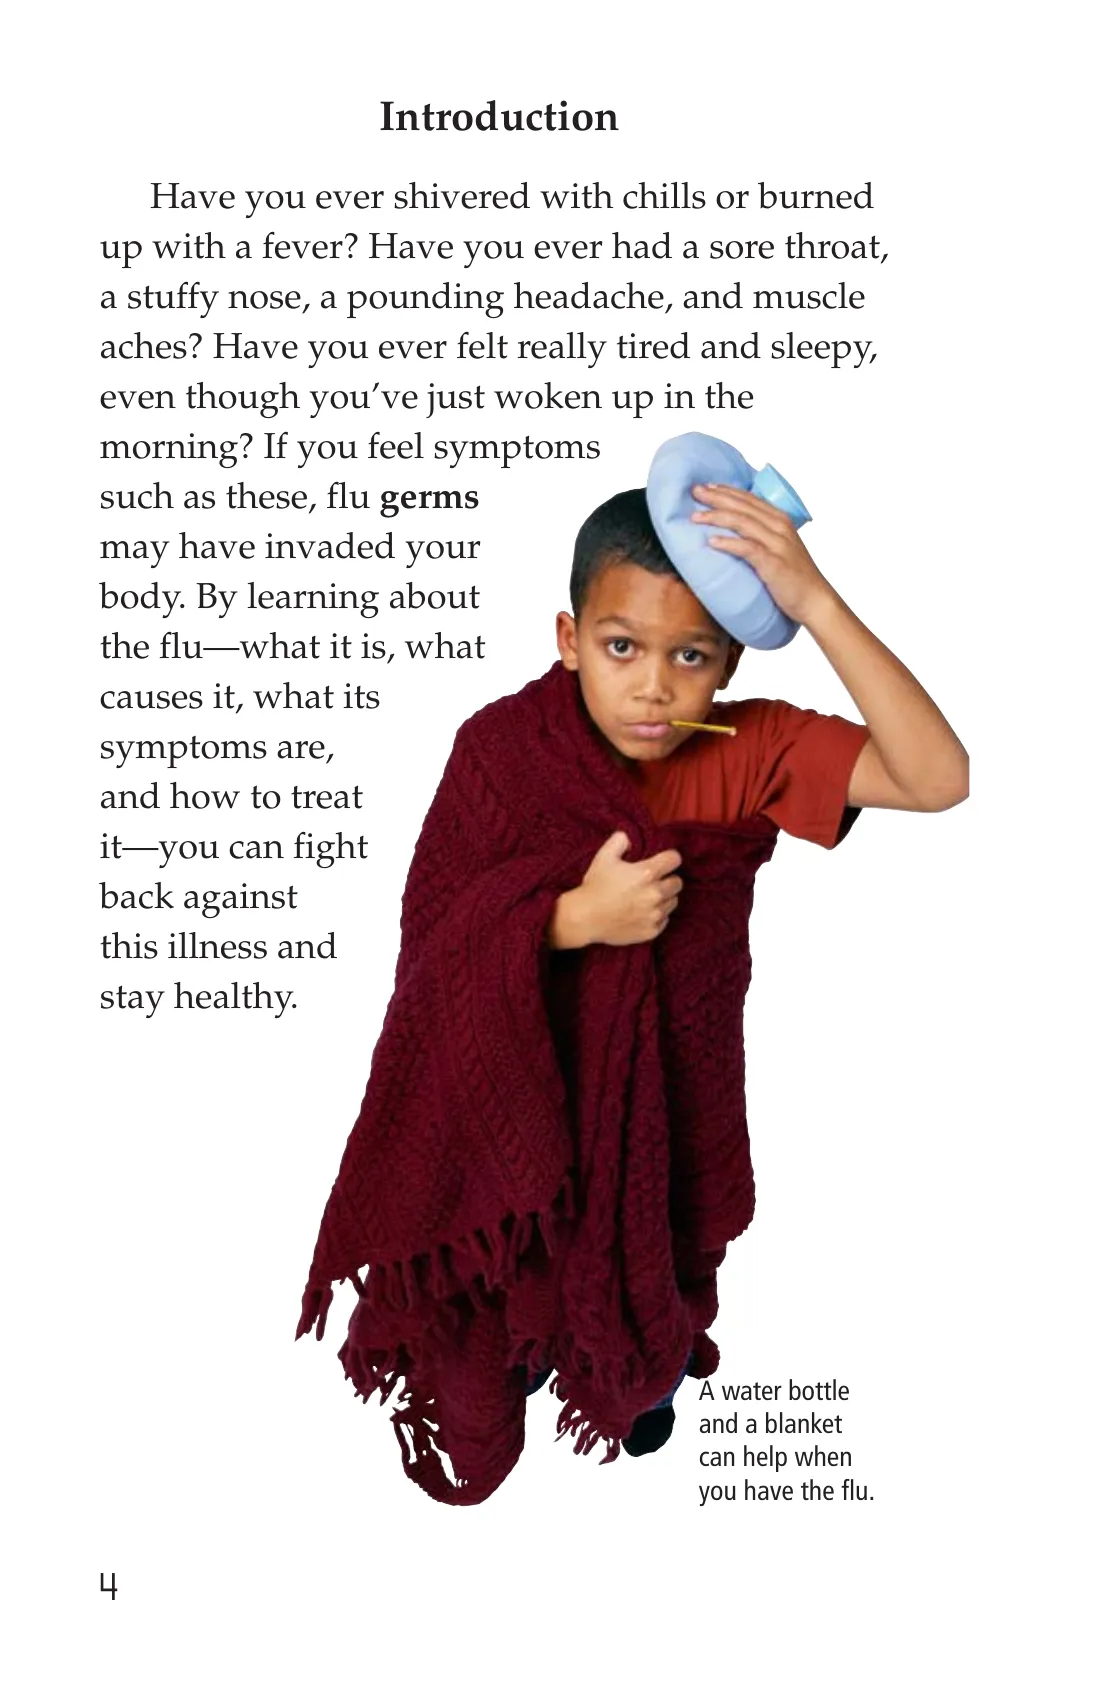 Introduction
Have you ever shivered with chills or burned
up with a fever? Have you ever had a sore throat,
a stuffy nose, a pounding headache, and muscle
aches? Have you ever felt really tired and sleepy,
even though you’ve just woken up in the
morning? If you feel symptoms
such as these, flu germs
may have invaded your
body. By learning about
the flu—what it is, what
causes it, what its
symptoms are,
and how to treat
it—you can fight
back against
this illness and
stay healthy.
A water bottle
and a blanket
can help when
you have the flu.
4